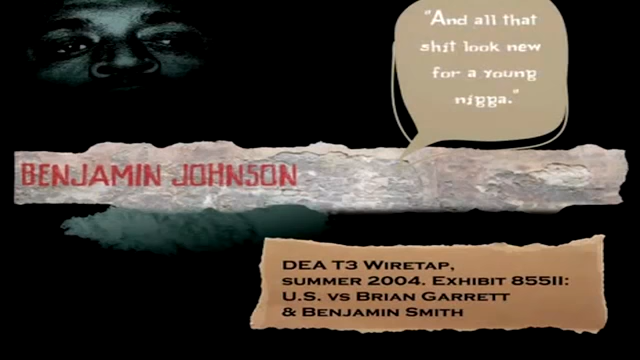 "And all that
shit look new
for a young
nigga."
BENJAMIN JOHNSON
DEA T3 WIRETAP,
SUMMER 2004. EXHIBIT 855II:
U.S. VS BRIAN GARRETT
& BENJAMIN SMITH